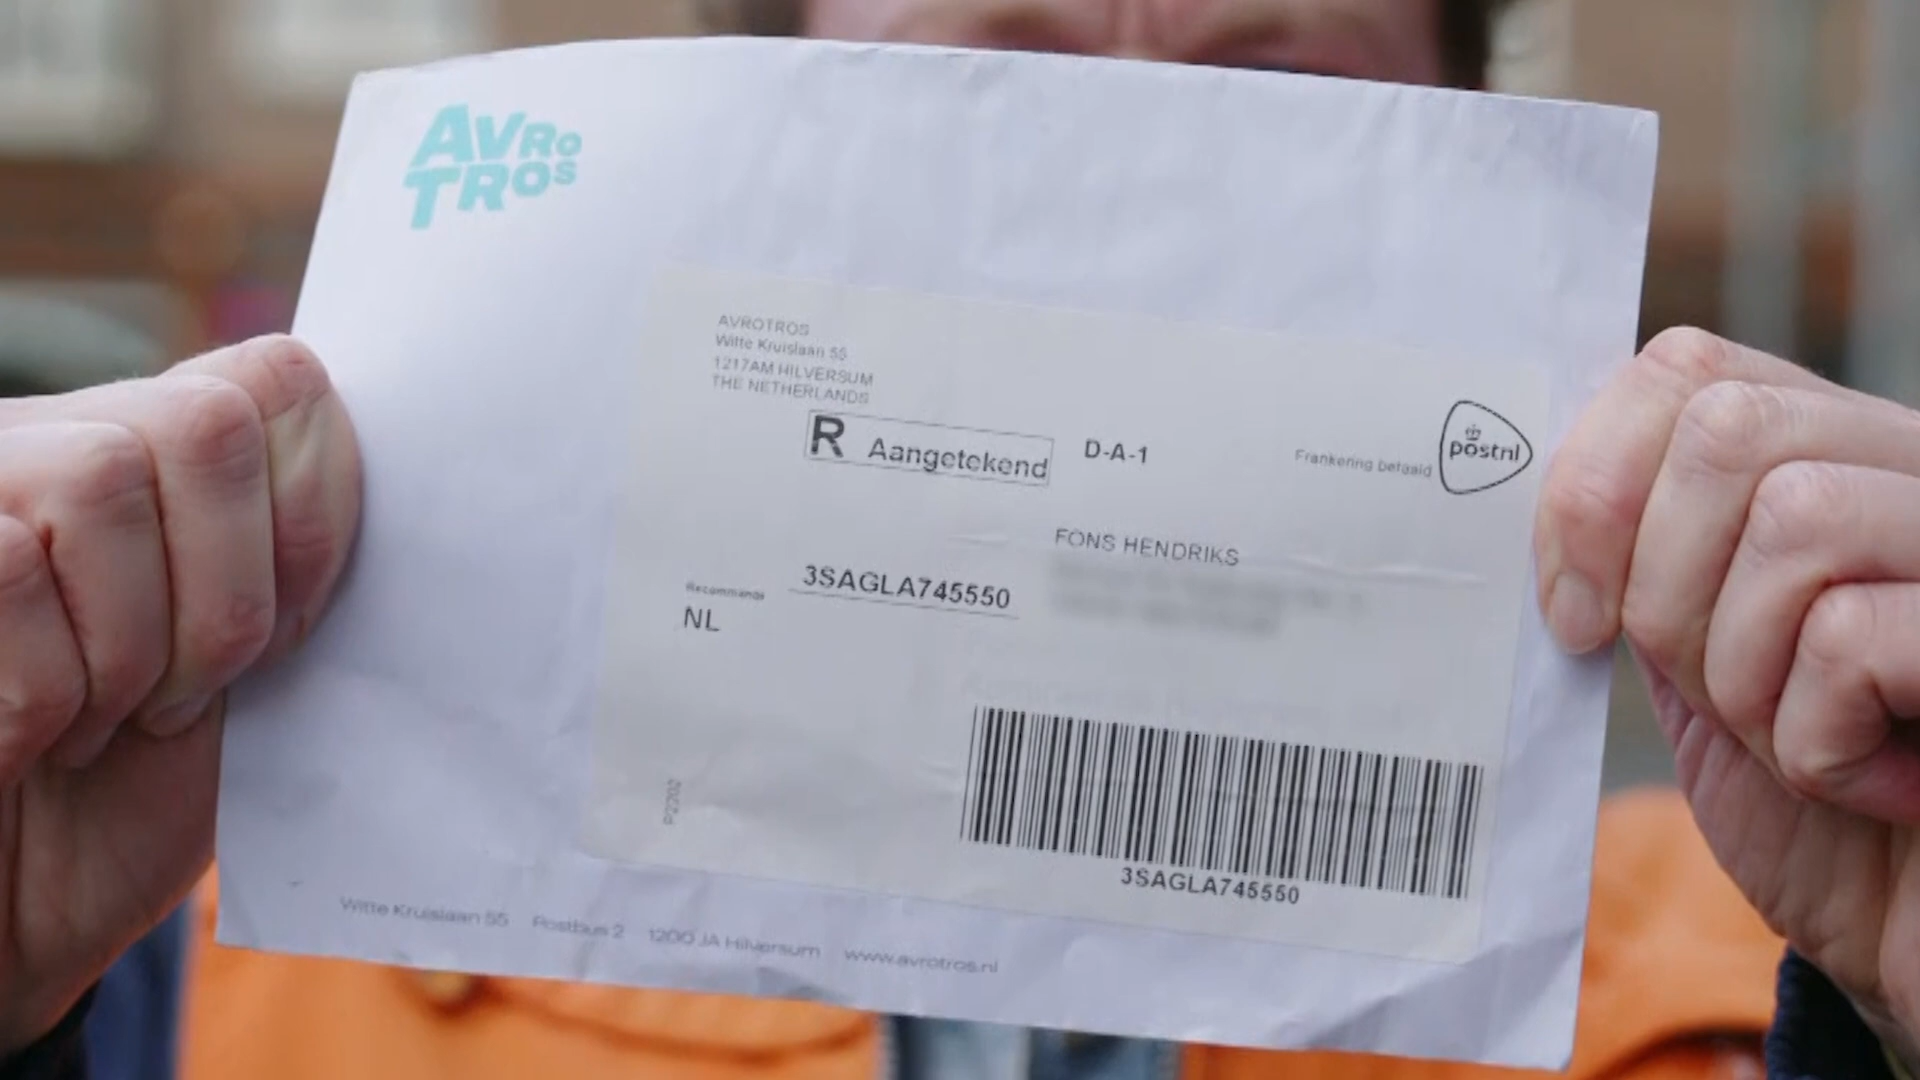 AVRO
TROS
AVROTROS
Witte Kruislaan 55
1217AM HILVERSUM
THE NETHERLANDS
R Aangetekend
D-A-1
Frankering betaald
postnl
FONS HENDRIKS
Recommandé
3SAGLA745550
NL
P2202
3SAGLA745550
Witte Kruislaan 55 Postbus 2 1200 JA Hilversum www.avrotros.nl